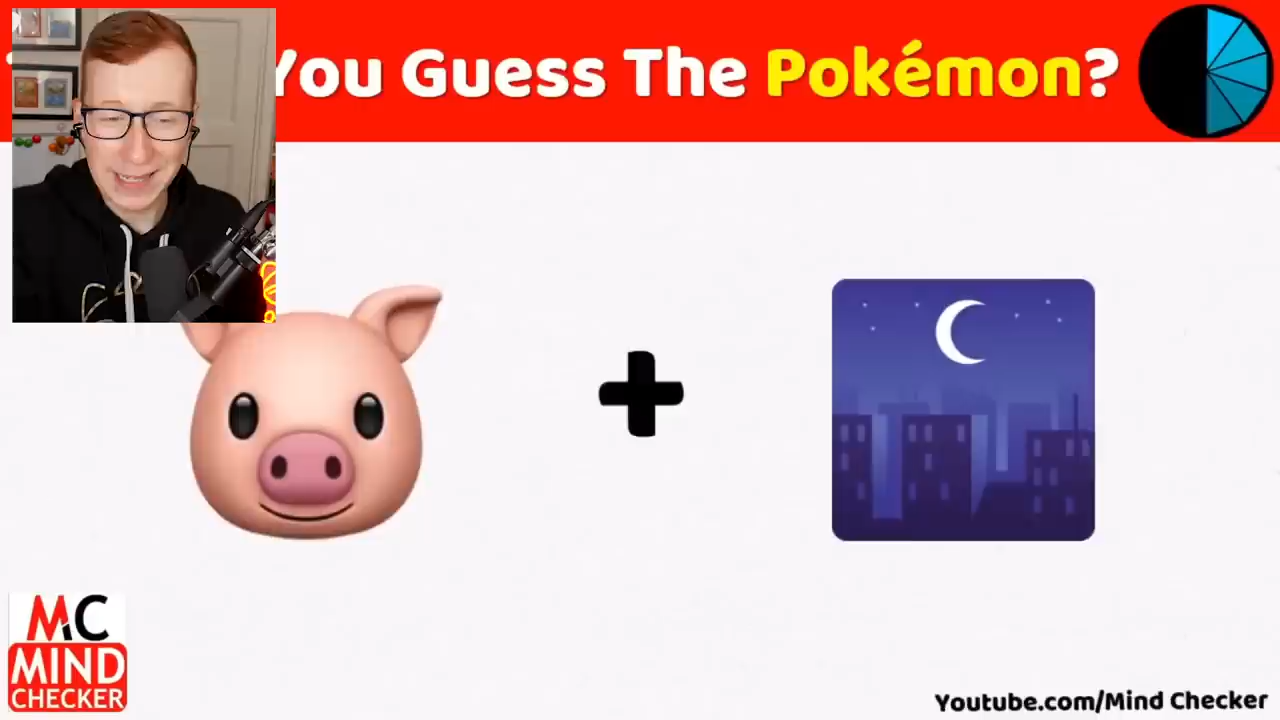 You Guess The Pokémon?
MC
MIND
CHECKER
Youtube.com/Mind Checker